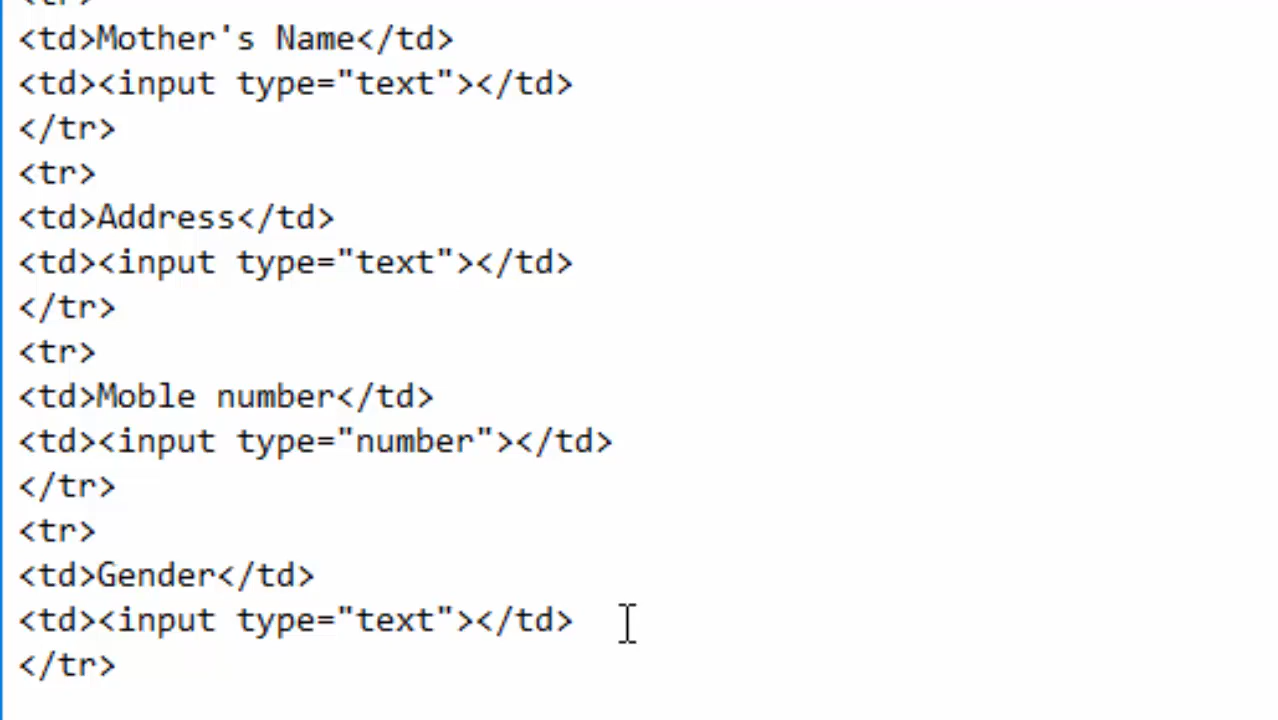 <tr>
<td>Mother's Name</td>
<td><input type="text"></td>
</tr>
<tr>
<td>Address</td>
<td><input type="text"></td>
</tr>
<tr>
<td>Moble number</td>
<td><input type="number"></td>
</tr>
<tr>
<td>Gender</td>
<td><input type="text"></td>
</tr>